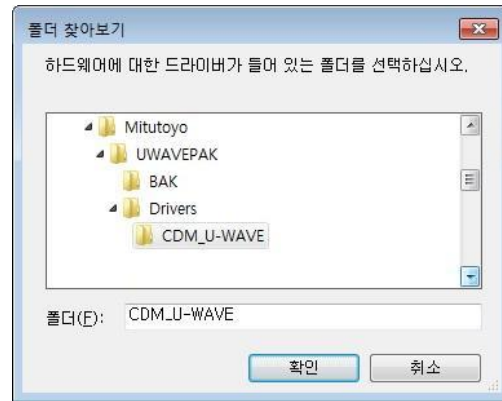 폴더 찾아보기
하드웨어에 대한 드라이버가 들어 있는 폴더를 선택하십시오.
Mitutoyo
UWAVEPAK
BAK
Drivers
CDM_U-WAVE
폴더(F): CDM_U-WAVE
확인 취소